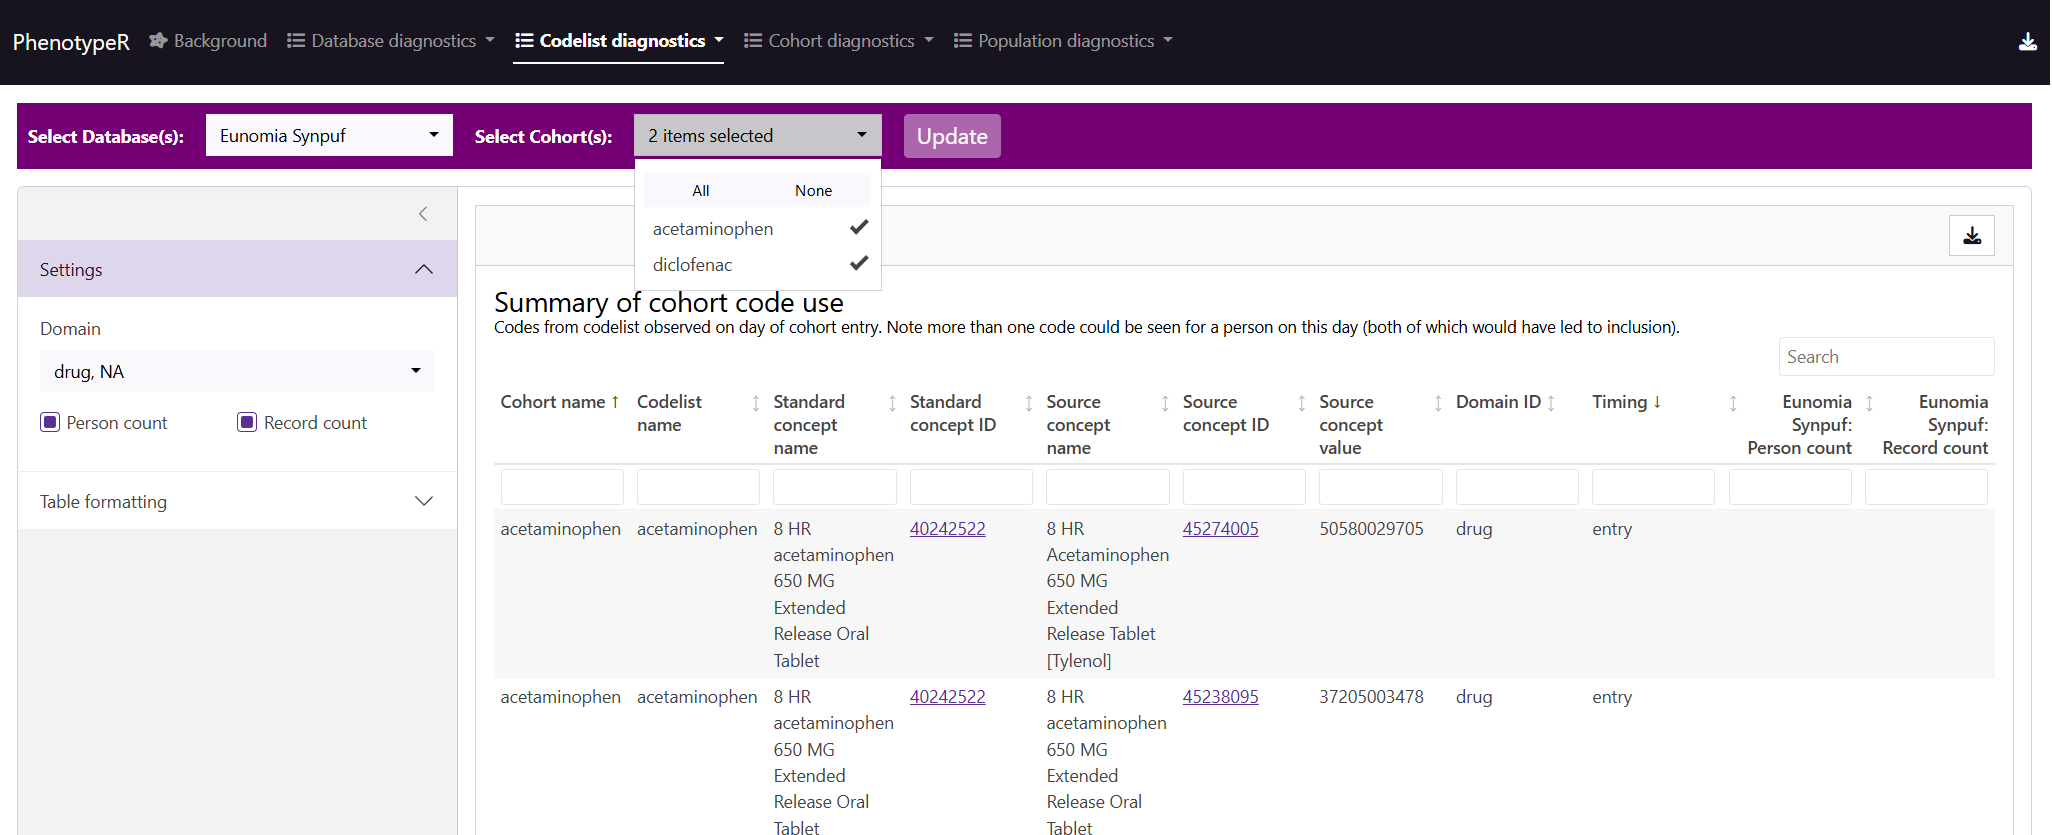 PhenotypeR Background Database diagnostics Codelist diagnostics Cohort diagnostics Population diagnostics
Select Database(s): Eunomia Synpuf Select Cohort(s): 2 items selected Update
All None
acetaminophen
diclofenac
Settings
Domain
drug, NA
Person count Record count
Table formatting
Summary of cohort code use
Codes from codelist observed on day of cohort entry. Note more than one code could be seen for a person on this day (both of which would have led to inclusion).
Search
Cohort name ↑ Codelist Standard Standard Source Source Source Domain ID Timing ↓ Eunomia Eunomia
name concept concept ID concept concept ID concept Synpuf: Synpuf:
name name value Person count Record count
acetaminophen acetaminophen 8 HR 40242522 8 HR 45274005 50580029705 drug entry
acetaminophen Acetaminophen
650 MG 650 MG
Extended Extended
Release Oral Release Tablet
Tablet [Tylenol]
acetaminophen acetaminophen 8 HR 40242522 8 HR 45238095 37205003478 drug entry
acetaminophen acetaminophen
650 MG 650 MG
Extended Extended
Release Oral Release Oral
Tablet Tablet